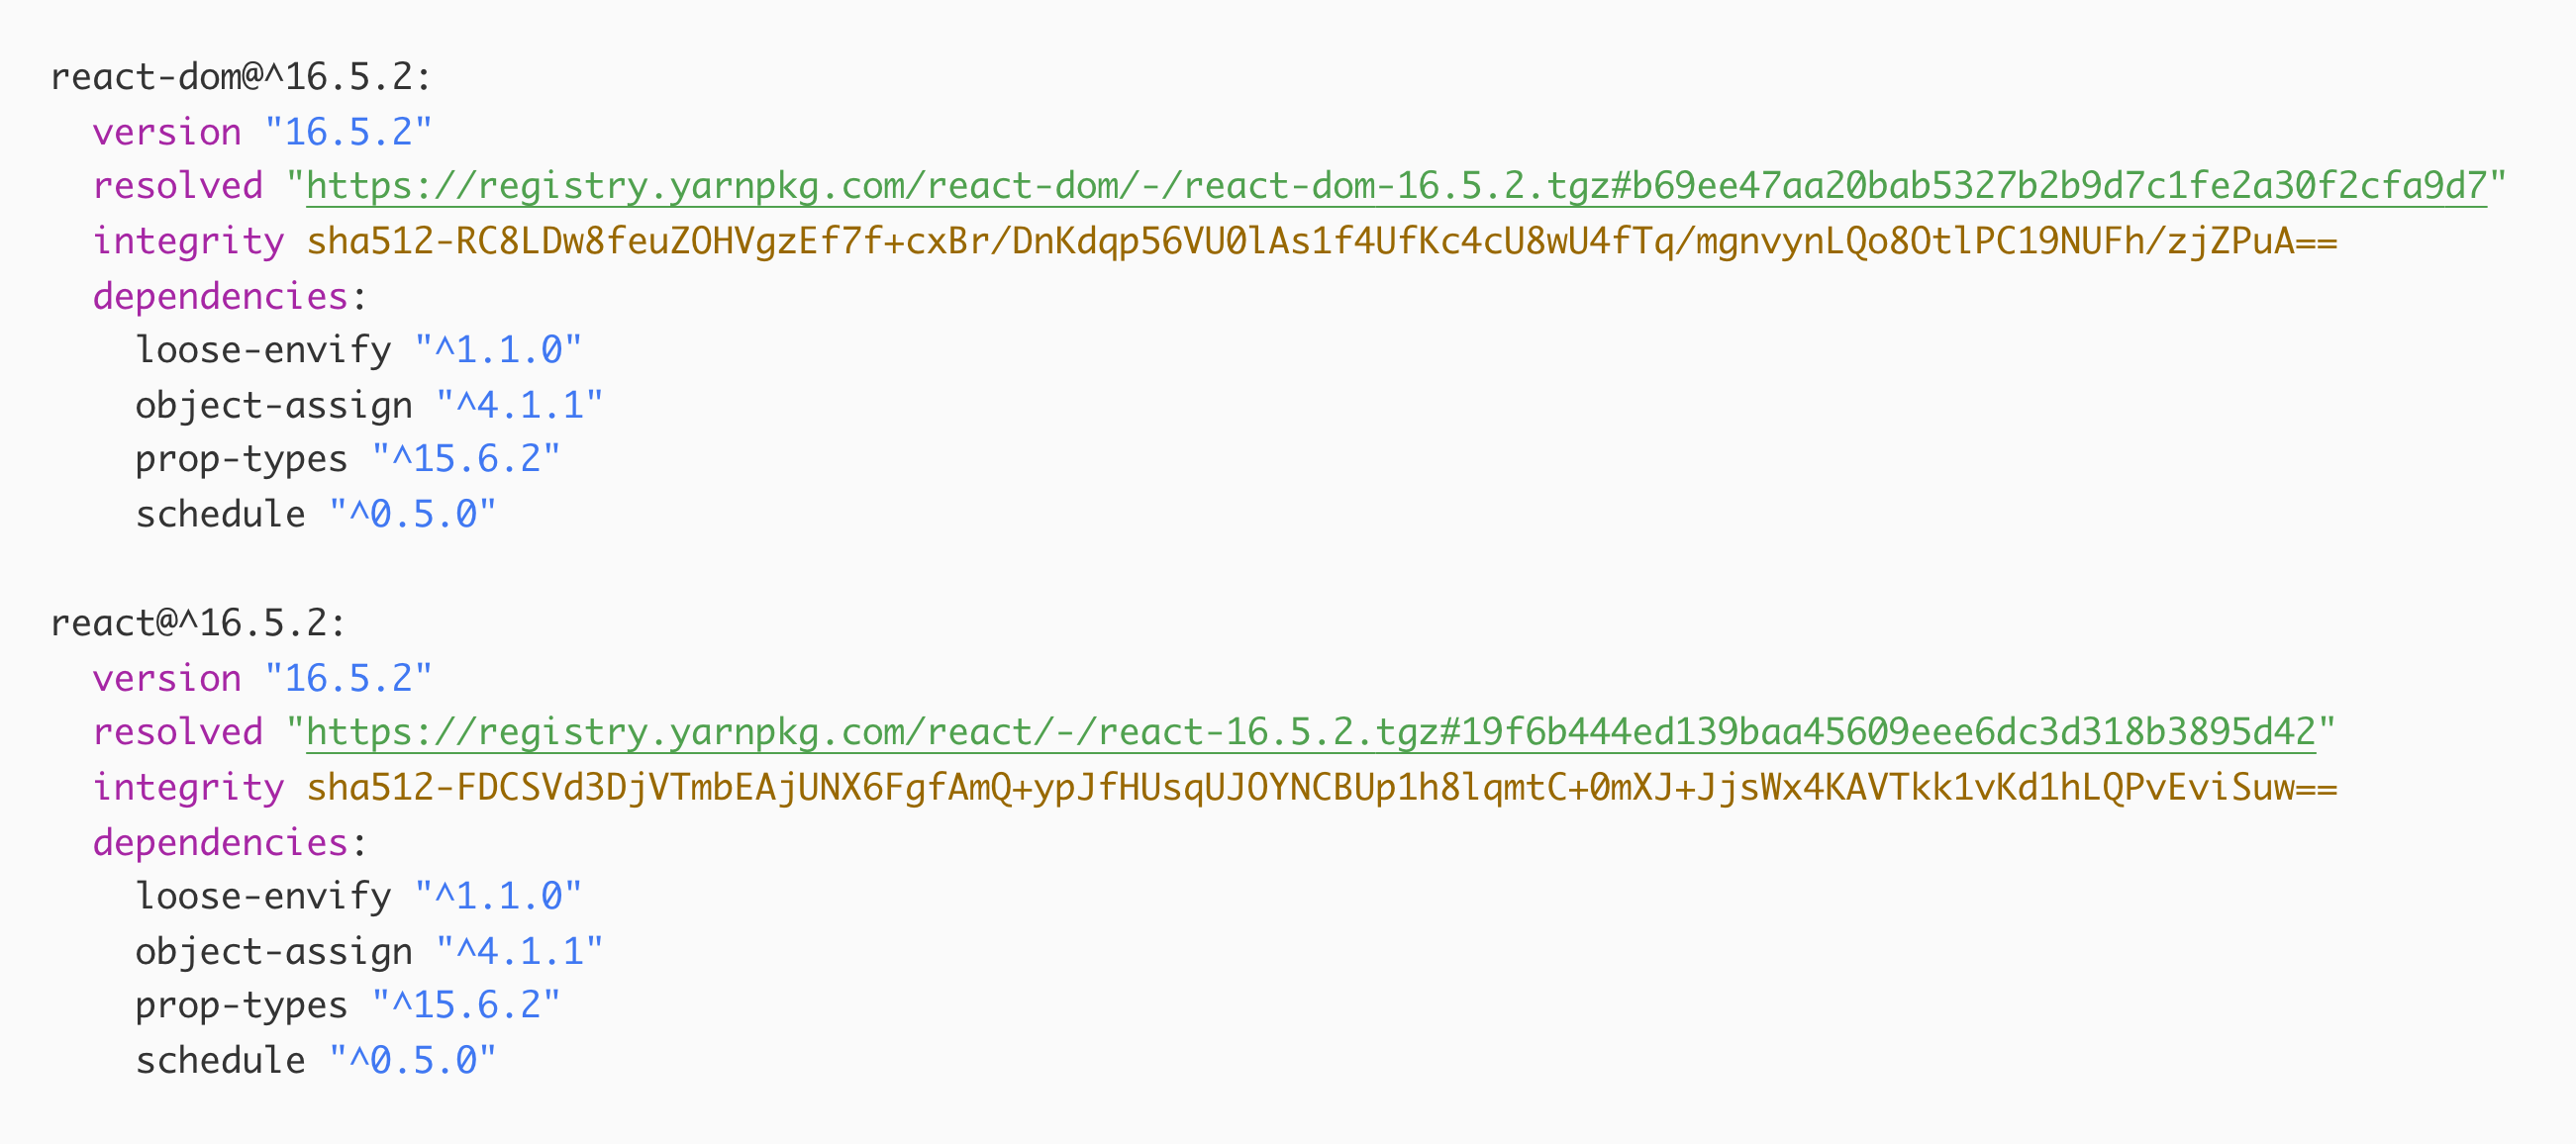 react-dom@^16.5.2:
version "16.5.2"
resolved "https://registry.yarnpkg.com/react-dom/-/react-dom-16.5.2.tgz#b69ee47aa20bab5327b2b9d7c1fe2a30f2cfa9d7"
integrity sha512-RC8LDw8feuZOHVgzEf7f+cxBr/DnKdqp56VU0lAs1f4UfKc4cU8wU4fTq/mgnvynLQo8OtlPC19NUFh/zjZPuA==
dependencies:
loose-envify "^1.1.0"
object-assign "^4.1.1"
prop-types "^15.6.2"
schedule "^0.5.0"
react@^16.5.2:
version "16.5.2"
resolved "https://registry.yarnpkg.com/react/-/react-16.5.2.tgz#19f6b444ed139baa45609eee6dc3d318b3895d42"
integrity sha512-FDCSVd3DjVTmbEAjUNX6FgfAmQ+ypJfHUsqUJOYNCBUp1h8lqmtC+0mXJ+JjsWx4KAVTkk1vKd1hLQPvEviSuw==
dependencies:
loose-envify "^1.1.0"
object-assign "^4.1.1"
prop-types "^15.6.2"
schedule "^0.5.0"